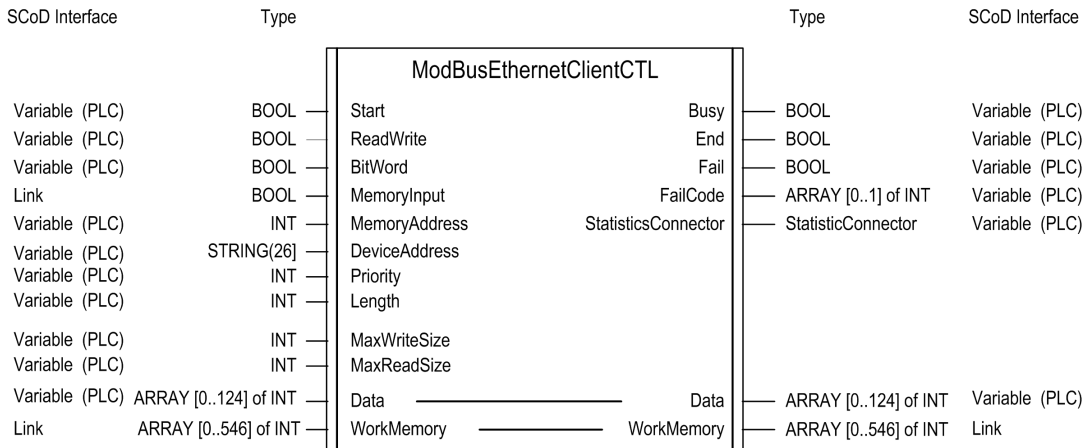 SCoD Interface Type Type SCoD Interface
ModBusEthernetClientCTL
Variable (PLC) BOOL Start Busy BOOL Variable (PLC)
Variable (PLC) BOOL ReadWrite End BOOL Variable (PLC)
Variable (PLC) BOOL BitWord Fail BOOL Variable (PLC)
Link BOOL MemoryInput FailCode ARRAY [0..1] of INT Variable (PLC)
Variable (PLC) INT MemoryAddress StatisticsConnector StatisticConnector Variable (PLC)
Variable (PLC) STRING(26] DeviceAddress
Variable (PLC) INT Priority
Variable (PLC) INT Length
Variable (PLC) INT MaxWriteSize
Variable (PLC) INT MaxReadSize
Variable (PLC) ARRAY [0..124] of INT Data Data ARRAY [0..124] of INT Variable (PLC)
Link ARRAY [0..546] of INT WorkMemory WorkMemory ARRAY [0..546] of INT Link